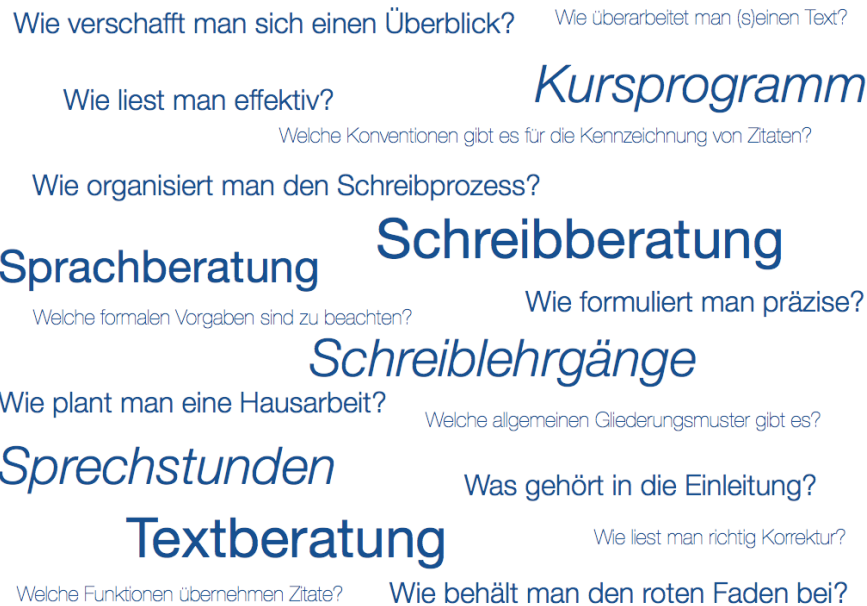 Wie verschafft man sich einen Überblick?
Wie überarbeitet man (s)einen Text?
Kursprogramm
Wie liest man effektiv?
Welche Konventionen gibt es für die Kennzeichnung von Zitaten?
Wie organisiert man den Schreibprozess?
Schreibberatung
Sprachberatung
Wie formuliert man präzise?
Welche formalen Vorgaben sind zu beachten?
Schreiblehrgänge
Wie plant man eine Hausarbeit?
Welche allgemeinen Gliederungsmuster gibt es?
Sprechstunden
Was gehört in die Einleitung?
Textberatung
Wie liest man richtig Korrektur?
Welche Funktionen übernehmen Zitate?
Wie behält man den roten Faden bei?